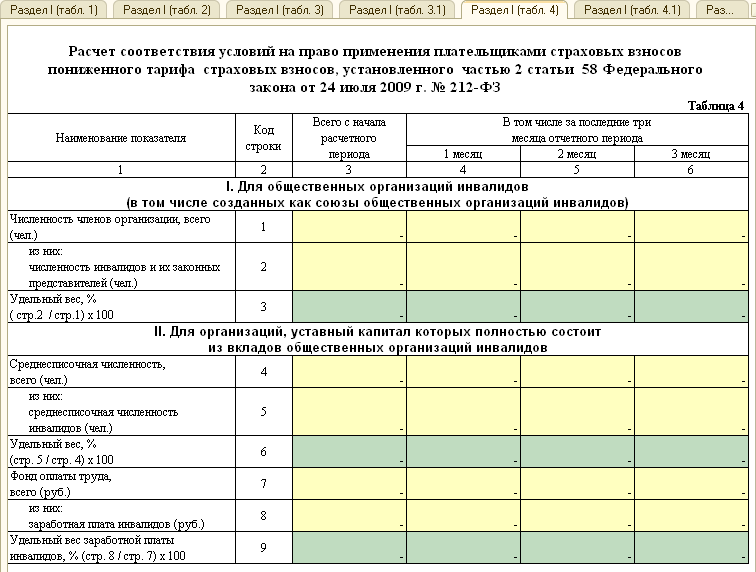 Раздел I (табл. 1) Раздел I (табл. 2) Раздел I (табл. 3) Раздел I (табл. 3.1) Раздел I (табл. 4) Раздел I (табл. 4.1) Раз...
Расчет соответствия условий на право применения плательщиками страховых взносов
пониженного тарифа страховых взносов, установленного частью 2 статьи 58 Федерального
закона от 24 июля 2009 г. № 212-ФЗ
Таблица 4
Наименование показателя
Код
строки
Всего с начала
расчетного
периода
В том числе за последние три
месяца отчетного периода
1 месяц 2 месяц 3 месяц
1 2 3 4 5 6
I. Для общественных организаций инвалидов
(в том числе созданных как союзы общественных организаций инвалидов)
Численность членов организации, всего
(чел.)
1 - - - -
из них:
численность инвалидов и их законных
представителей (чел.)
2 - - - -
Удельный вес, %
( стр.2 / стр.1) х 100
3 - - - -
II. Для организаций, уставный капитал которых полностью состоит
из вкладов общественных организаций инвалидов
Среднесписочная численность,
всего (чел.)
4 - - - -
из них:
среднесписочная численность
инвалидов (чел.)
5 - - - -
Удельный вес, %
(стр. 5 / стр. 4) х 100
6 - - - -
Фонд оплаты труда,
всего (руб.)
7 - - - -
из них:
заработная плата инвалидов (руб.)
8 - - - -
Удельный вес заработной платы
инвалидов, % (стр. 8 / стр. 7) х 100
9 - - - -